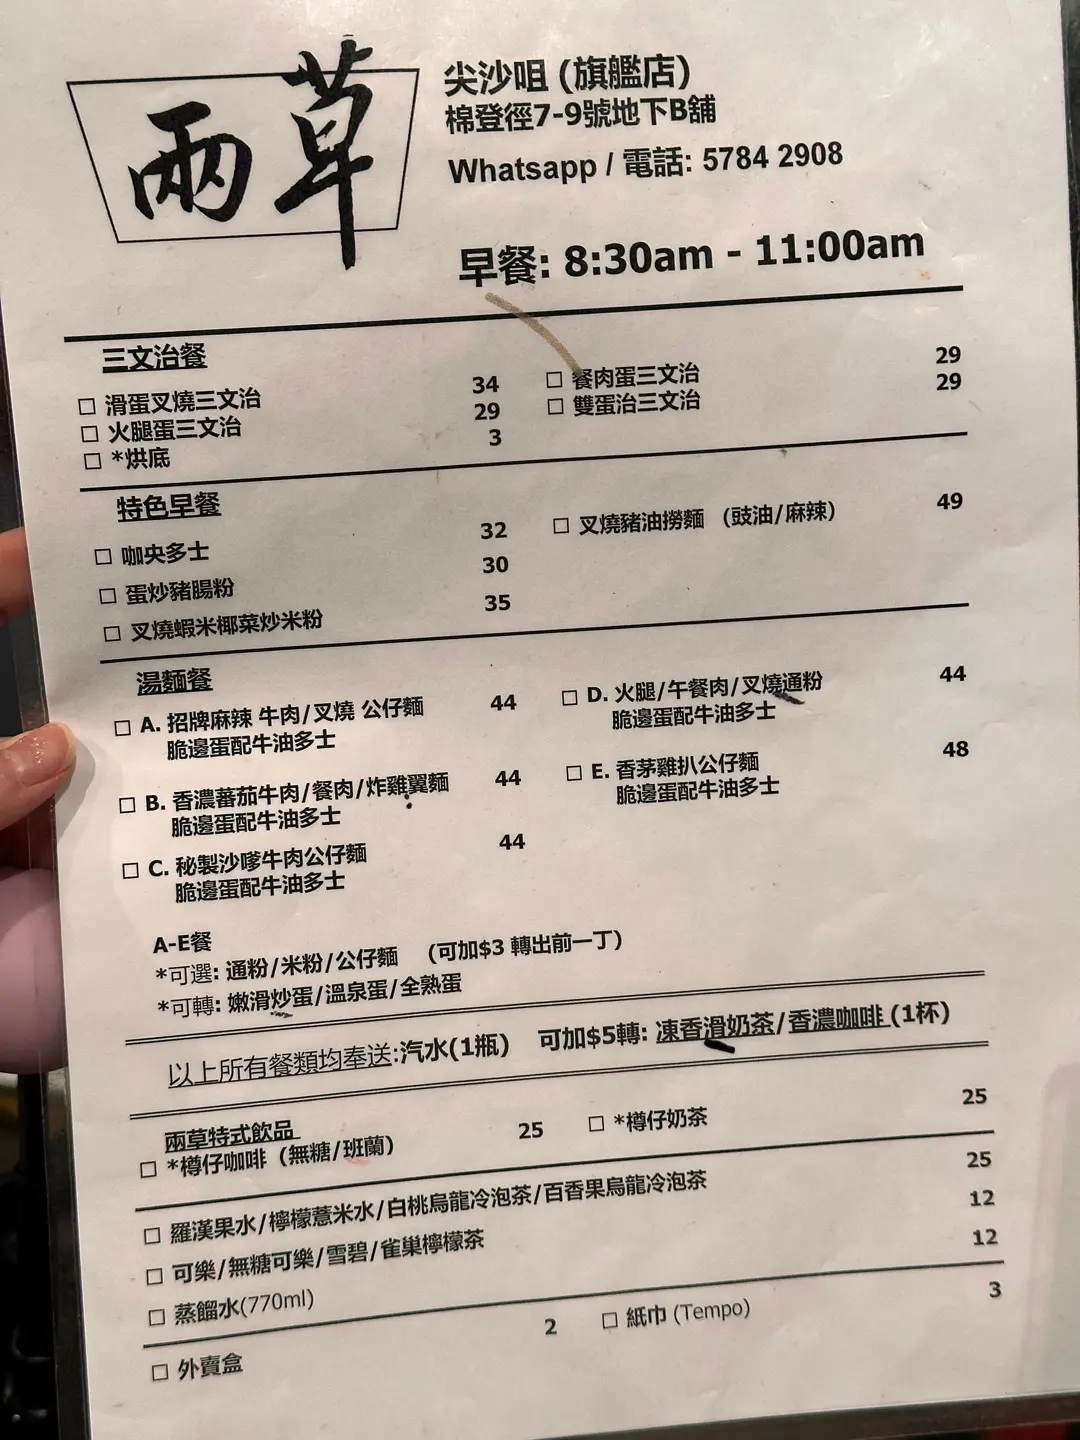 兩草
尖沙咀 (旗艦店)
棉登徑7-9號地下B舖
Whatsapp / 電話: 5784 2908
早餐: 8:30am - 11:00am
三文治餐
□ 滑蛋叉燒三文治 34
□ 火腿蛋三文治 29
□ *烘底 3
□ 餐肉蛋三文治 29
□ 雙蛋治三文治 29
特色早餐
□ 咖央多士 32
□ 蛋炒豬腸粉 30
□ 叉燒蝦米椰菜炒米粉 35
□ 叉燒豬油撈麵 (豉油/麻辣) 49
湯麵餐
□ A. 招牌麻辣 牛肉/叉燒 公仔麵 44
脆邊蛋配牛油多士
□ B. 香濃蕃茄牛肉/餐肉/炸雞翼麵 44
脆邊蛋配牛油多士
□ C. 秘製沙嗲牛肉公仔麵 44
脆邊蛋配牛油多士
□ D. 火腿/午餐肉/叉燒通粉 44
脆邊蛋配牛油多士
□ E. 香茅雞扒公仔麵 48
脆邊蛋配牛油多士
A-E餐
*可選: 通粉/米粉/公仔麵 (可加$3 轉出前一丁)
*可轉: 嫩滑炒蛋/溫泉蛋/全熟蛋
以上所有餐類均奉送:汽水(1瓶) 可加$5轉: 凍香滑奶茶/香濃咖啡 (1杯)
兩草特式飲品
□ *樽仔咖啡 (無糖/班蘭) 25
□ *樽仔奶茶 25
□ 羅漢果水/檸檬薏米水/白桃烏龍冷泡茶/百香果烏龍冷泡茶 25
□ 可樂/無糖可樂/雪碧/雀巢檸檬茶 12
□ 蒸餾水(770ml) 12
□ 外賣盒 2
□ 紙巾 (Tempo) 3